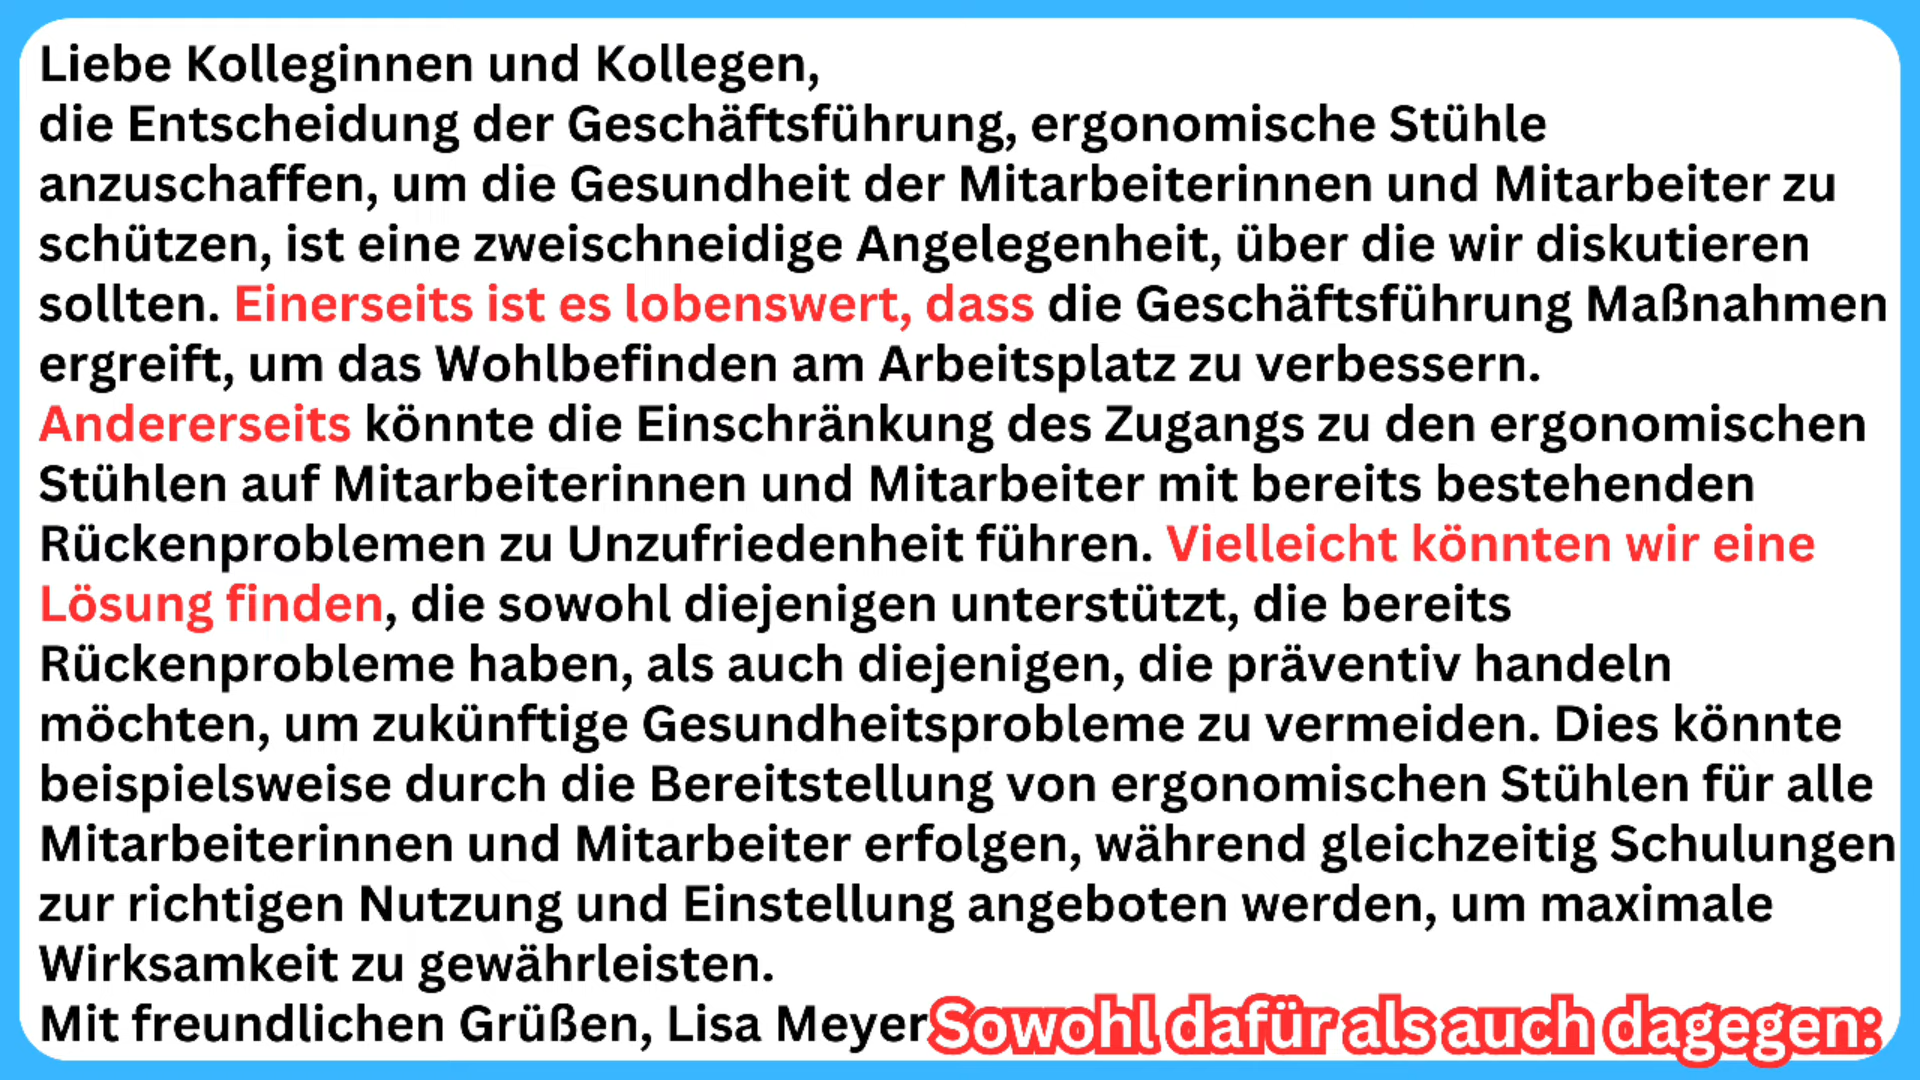 Liebe Kolleginnen und Kollegen,
die Entscheidung der Geschäftsführung, ergonomische Stühle
anzuschaffen, um die Gesundheit der Mitarbeiterinnen und Mitarbeiter zu
schützen, ist eine zweischneidige Angelegenheit, über die wir diskutieren
sollten. Einerseits ist es lobenswert, dass die Geschäftsführung Maßnahmen
ergreift, um das Wohlbefinden am Arbeitsplatz zu verbessern.
Andererseits könnte die Einschränkung des Zugangs zu den ergonomischen
Stühlen auf Mitarbeiterinnen und Mitarbeiter mit bereits bestehenden
Rückenproblemen zu Unzufriedenheit führen. Vielleicht könnten wir eine
Lösung finden, die sowohl diejenigen unterstützt, die bereits
Rückenprobleme haben, als auch diejenigen, die präventiv handeln
möchten, um zukünftige Gesundheitsprobleme zu vermeiden. Dies könnte
beispielsweise durch die Bereitstellung von ergonomischen Stühlen für alle
Mitarbeiterinnen und Mitarbeiter erfolgen, während gleichzeitig Schulungen
zur richtigen Nutzung und Einstellung angeboten werden, um maximale
Wirksamkeit zu gewährleisten.
Mit freundlichen Grüßen, Lisa Meyer Sowohl dafür als auch dagegen: